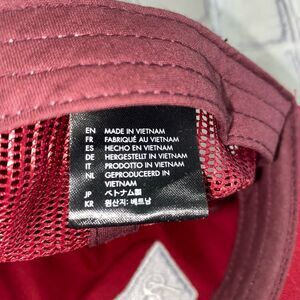 EN MADE IN VIETNAM
FR FABRIQUÉ AU VIETNAM
ES HECHO EN VIETNAM
DE HERGESTELLT IN VIETNAM
IT PRODOTTO IN VIETNAM
NL GEPRODUCEERD IN
VIETNAM
JP ベトナム製
KR 원산지: 베트남